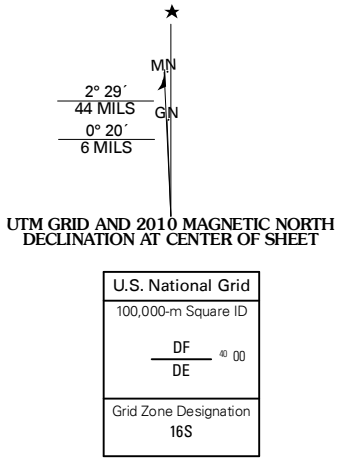 MN
2° 29´
44 MILS
GN
0° 20´
6 MILS
UTM GRID AND 2010 MAGNETIC NORTH
DECLINATION AT CENTER OF SHEET
U.S. National Grid
100,000-m Square ID
DF
40 00
DE
Grid Zone Designation
16S